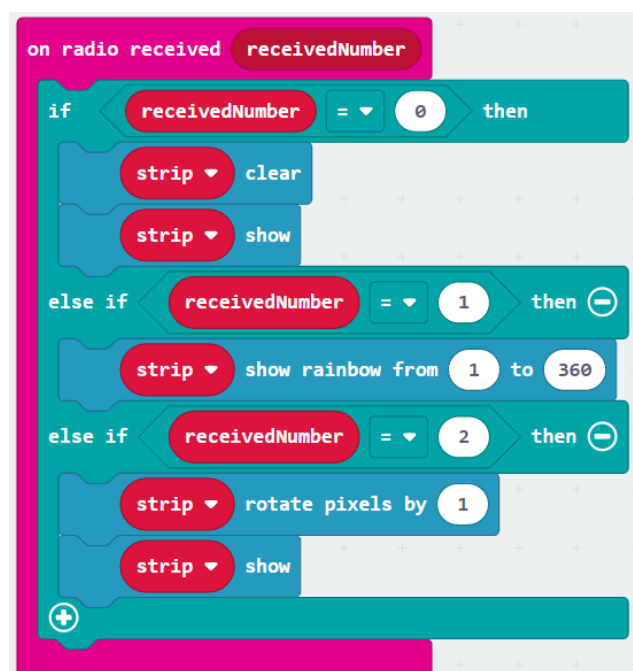 on radio received receivedNumber
if receivedNumber = 0 then
strip clear
strip show
else if receivedNumber = 1 then
strip show rainbow from 1 to 360
else if receivedNumber = 2 then
strip rotate pixels by 1
strip show